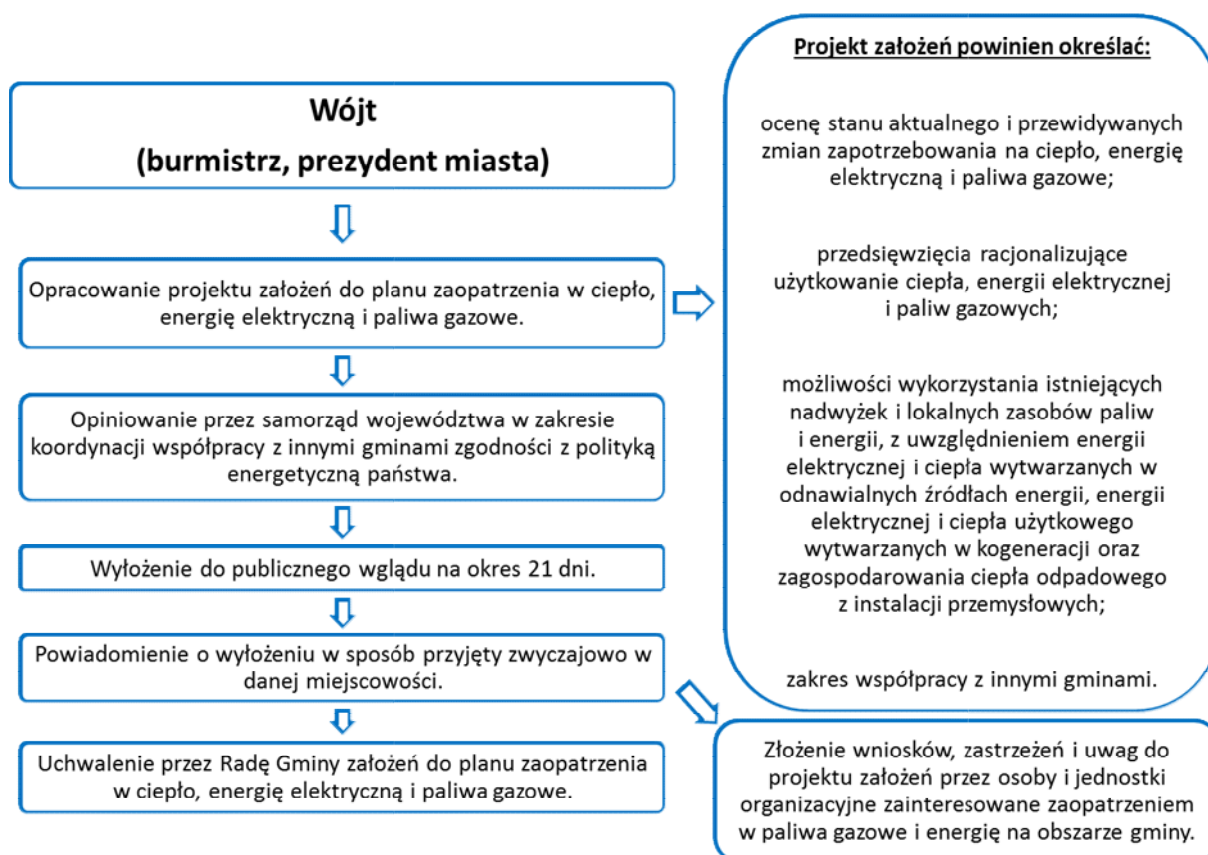 Wójt
(burmistrz, prezydent miasta)
Opracowanie projektu założeń do planu zaopatrzenia w ciepło,
energię elektryczną i paliwa gazowe.
Opiniowanie przez samorząd województwa w zakresie
koordynacji współpracy z innymi gminami zgodności z polityką
energetyczną państwa.
Wyłożenie do publicznego wglądu na okres 21 dni.
Powiadomienie o wyłożeniu w sposób przyjęty zwyczajowo w
danej miejscowości.
Uchwalenie przez Radę Gminy założeń do planu zaopatrzenia
w ciepło, energię elektryczną i paliwa gazowe.
Projekt założeń powinien określać:
ocenę stanu aktualnego i przewidywanych
zmian zapotrzebowania na ciepło, energię
elektryczną i paliwa gazowe;
przedsięwzięcia racjonalizujące
użytkowanie ciepła, energii elektrycznej
i paliw gazowych;
możliwości wykorzystania istniejących
nadwyżek i lokalnych zasobów paliw
i energii, z uwzględnieniem energii
elektrycznej i ciepła wytwarzanych w
odnawialnych źródłach energii, energii
elektrycznej i ciepła użytkowego
wytwarzanych w kogeneracji oraz
zagospodarowania ciepła odpadowego
z instalacji przemysłowych;
zakres współpracy z innymi gminami.
Złożenie wniosków, zastrzeżeń i uwag do
projektu założeń przez osoby i jednostki
organizacyjne zainteresowane zaopatrzeniem
w paliwa gazowe i energię na obszarze gminy.